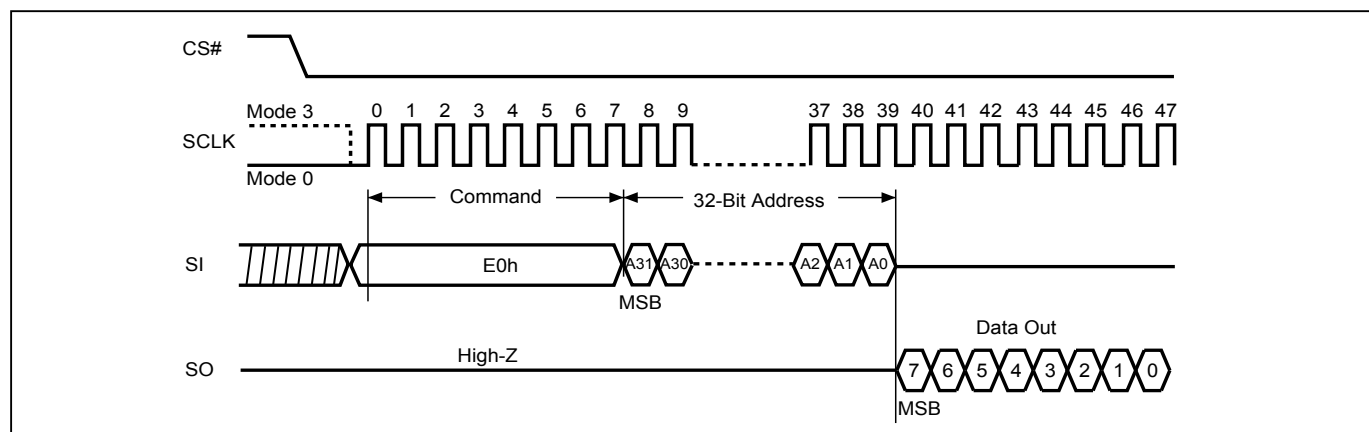 CS#
Mode 3 0 1 2 3 4 5 6 7 8 9 37 38 39 40 41 42 43 44 45 46 47
SCLK
Mode 0
Command 32-Bit Address
SI E0h A31 A30 A2 A1 A0
MSB
Data Out
High-Z
SO 7 6 5 4 3 2 1 0
MSB